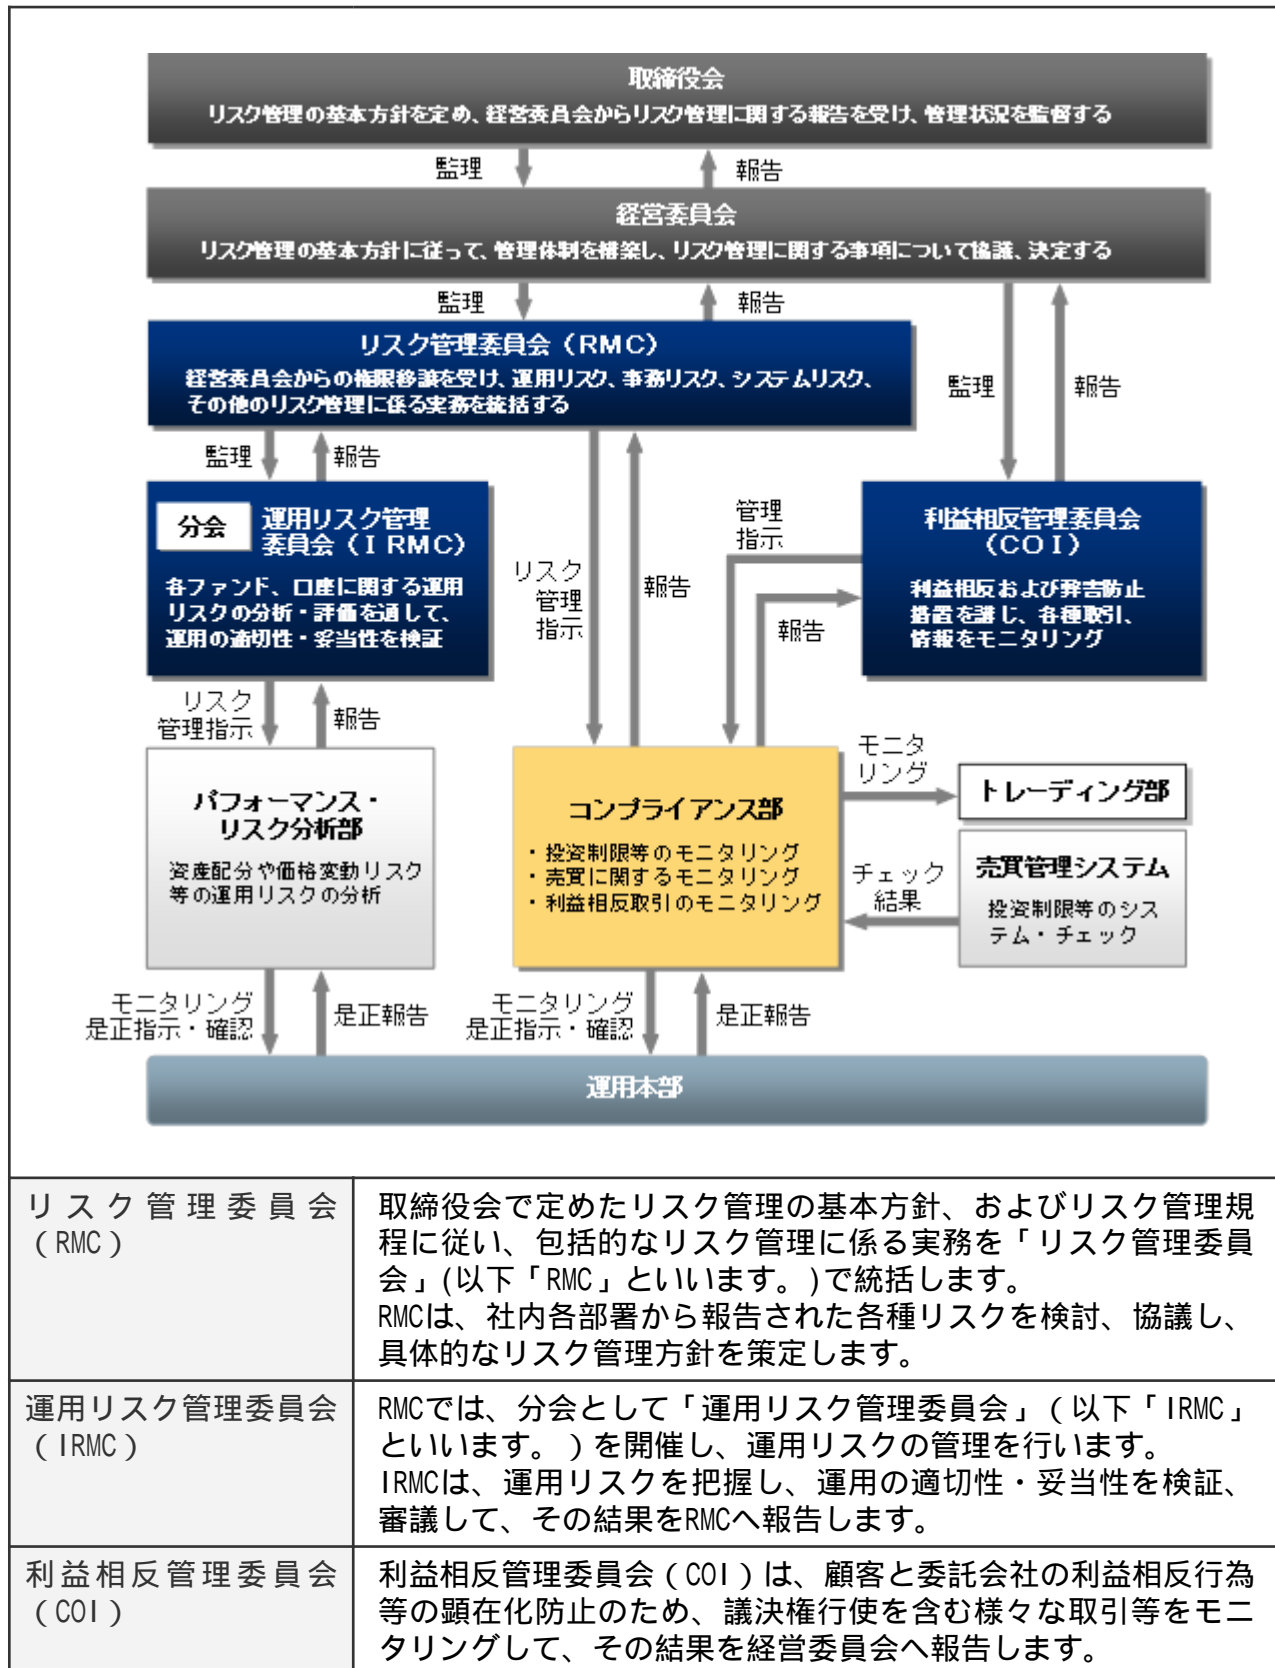 取締役会
リスク管理の基本方針を定め、経営委員会からリスク管理に関する報告を受け、管理状況を監督する
監理
報告
経営委員会
リスク管理の基本方針に従って、管理体制を構築し、リスク管理に関する事項について協議、決定する
監理
報告
リスク管理委員会（RMC）
経営委員会からの権限移譲を受け、運用リスク、事務リスク、システムリスク、
その他のリスク管理に係る実務を統括する
監理
報告
監理
報告
分会
運用リスク管理
委員会（IRMC）
各ファンド、口座に関する運用
リスクの分析・評価を通して、
運用の適切性・妥当性を検証
リスク
管理
指示
報告
管理
指示
報告
利益相反管理委員会
（COI）
利益相反および弊害防止
措置を講じ、各種取引、
情報をモニタリング
リスク
管理指示
報告
パフォーマンス・
リスク分析部
資産配分や価格変動リスク
等の運用リスクの分析
コンプライアンス部
・投資制限等のモニタリング
・売買に関するモニタリング
・利益相反取引のモニタリング
モニタ
リング
トレーディング部
チェック
結果
売買管理システム
投資制限等のシス
テム・チェック
モニタリング
是正指示・確認
是正報告
モニタリング
是正指示・確認
是正報告
運用本部
リスク管理委員会
（RMC）
取締役会で定めたリスク管理の基本方針、およびリスク管理規
程に従い、包括的なリスク管理に係る実務を「リスク管理委員
会」(以下「RMC」といいます。)で統括します。
RMCは、社内各部署から報告された各種リスクを検討、協議し、
具体的なリスク管理方針を策定します。
運用リスク管理委員会
（IRMC）
RMCでは、分会として「運用リスク管理委員会」（以下「IRMC」
といいます。）を開催し、運用リスクの管理を行います。
IRMCは、運用リスクを把握し、運用の適切性・妥当性を検証、
審議して、その結果をRMCへ報告します。
利益相反管理委員会
（COI）
利益相反管理委員会（COI）は、顧客と委託会社の利益相反行為
等の顕在化防止のため、議決権行使を含む様々な取引等をモニ
タリングして、その結果を経営委員会へ報告します。